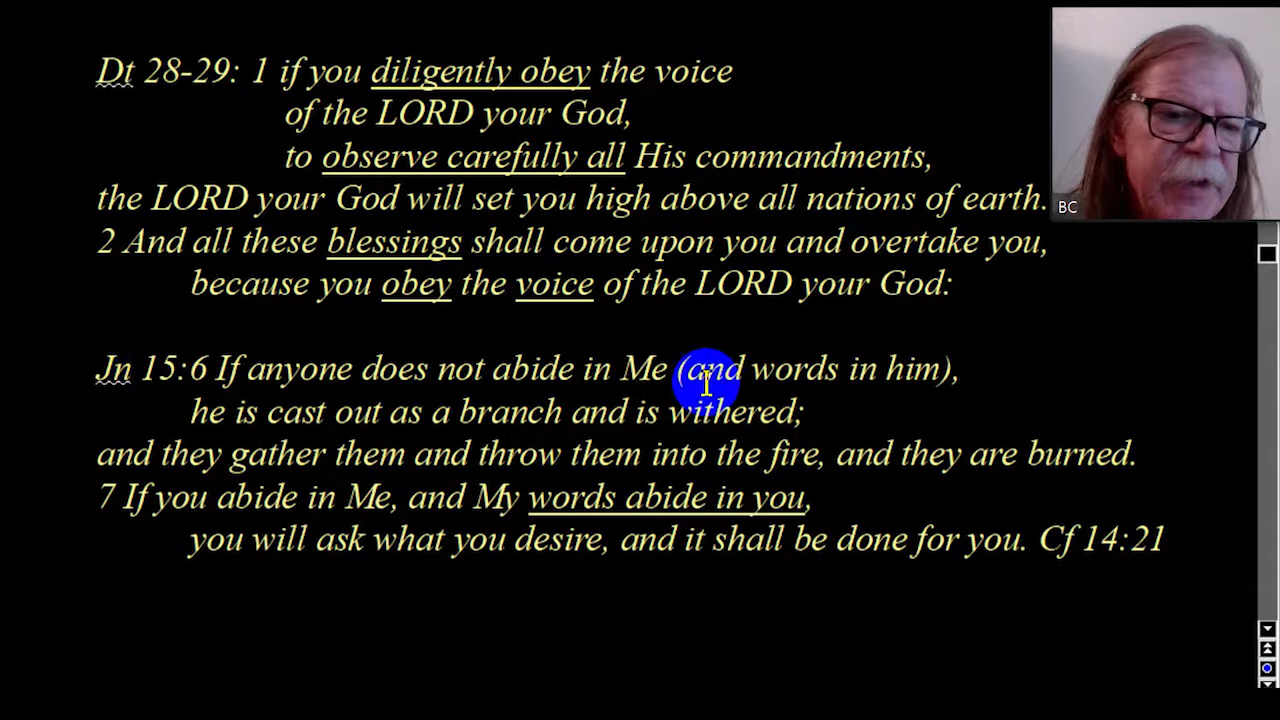 Dt 28-29: 1 if you diligently obey the voice
of the LORD your God,
to observe carefully all His commandments,
the LORD your God will set you high above all nations of earth.
2 And all these blessings shall come upon you and overtake you,
because you obey the voice of the LORD your God:
Jn 15:6 If anyone does not abide in Me (and words in him),
he is cast out as a branch and is withered;
and they gather them and throw them into the fire, and they are burned.
7 If you abide in Me, and My words abide in you,
you will ask what you desire, and it shall be done for you. Cf 14:21
BC